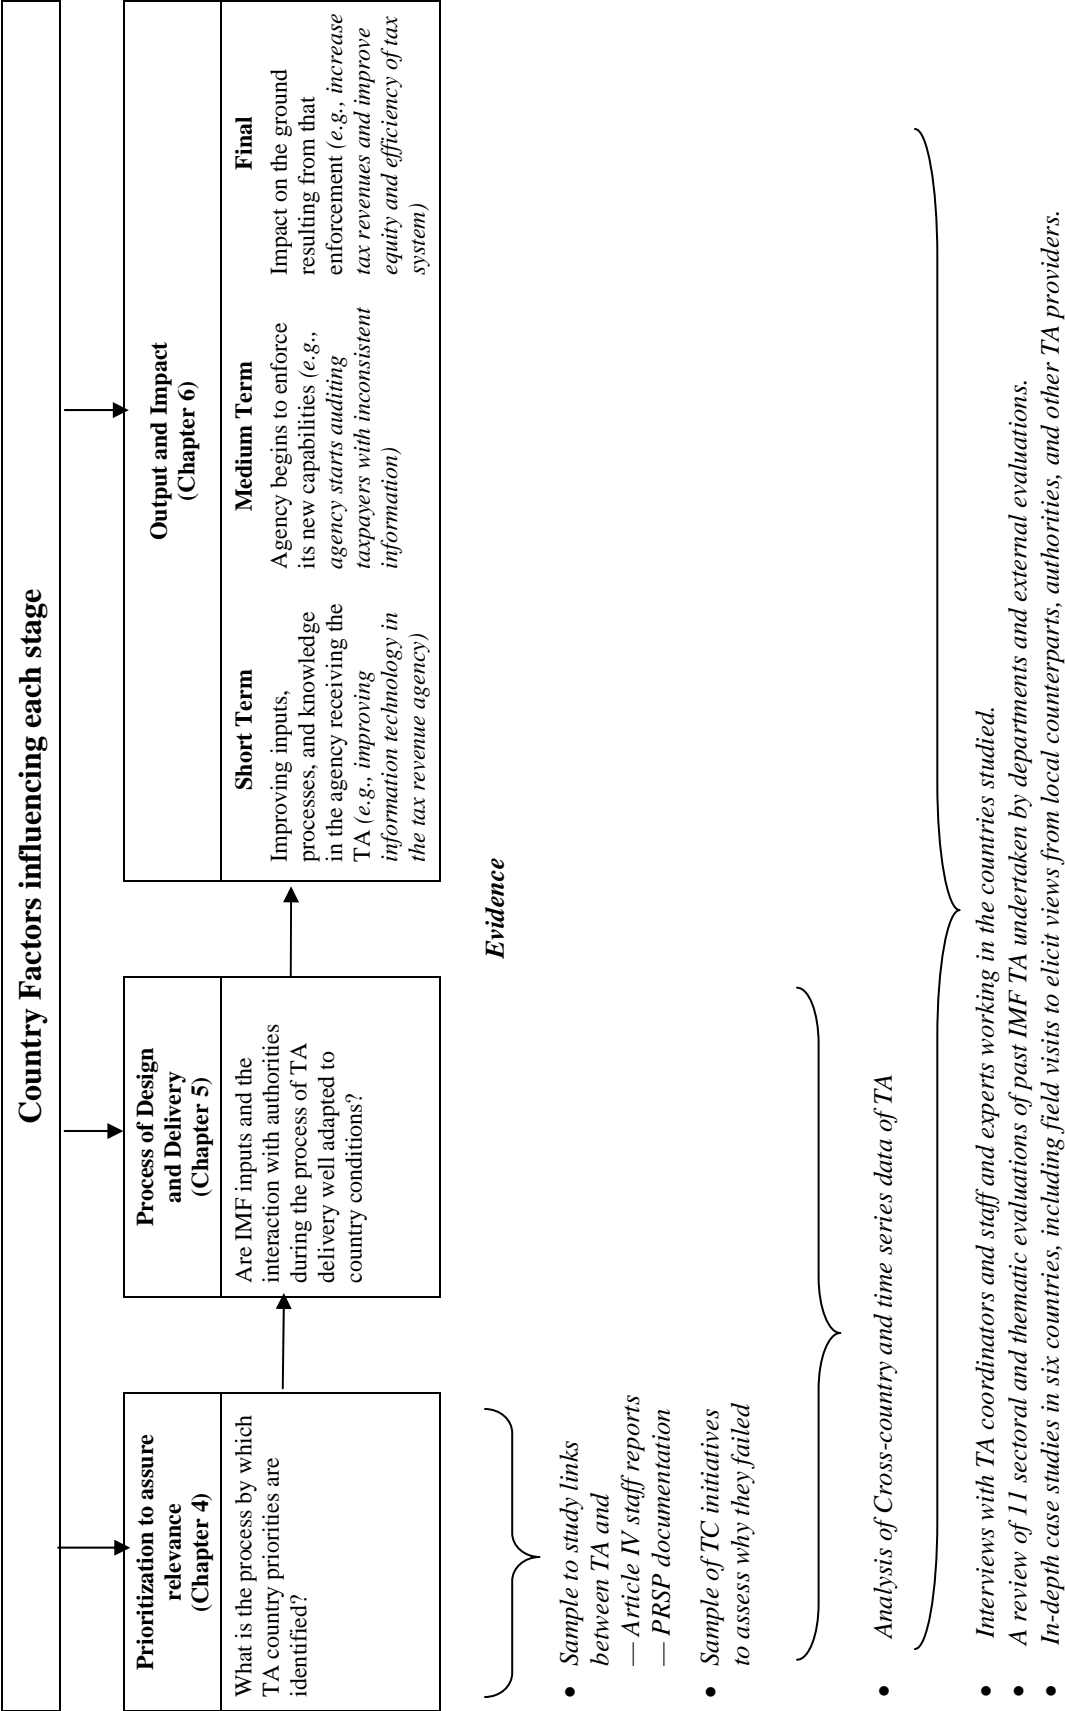 Country Factors influencing each stage
Prioritization to assure
relevance
(Chapter 4)
What is the process by which
TA country priorities are
identified?
Process of Design
and Delivery
(Chapter 5)
Are IMF inputs and the
interaction with authorities
during the process of TA
delivery well adapted to
country conditions?
Output and Impact
(Chapter 6)
Short Term
Improving inputs,
processes, and knowledge
in the agency receiving the
TA (e.g., improving
information technology in
the tax revenue agency)
Medium Term
Agency begins to enforce
its new capabilities (e.g.,
agency starts auditing
taxpayers with inconsistent
information)
Final
Impact on the ground
resulting from that
enforcement (e.g., increase
tax revenues and improve
equity and efficiency of tax
system)
Evidence
• Sample to study links
between TA and
— Article IV staff reports
— PRSP documentation
• Sample of TC initiatives
to assess why they failed
• Analysis of Cross-country and time series data of TA
• Interviews with TA coordinators and staff and experts working in the countries studied.
• A review of 11 sectoral and thematic evaluations of past IMF TA undertaken by departments and external evaluations.
• In-depth case studies in six countries, including field visits to elicit views from local counterparts, authorities, and other TA providers.